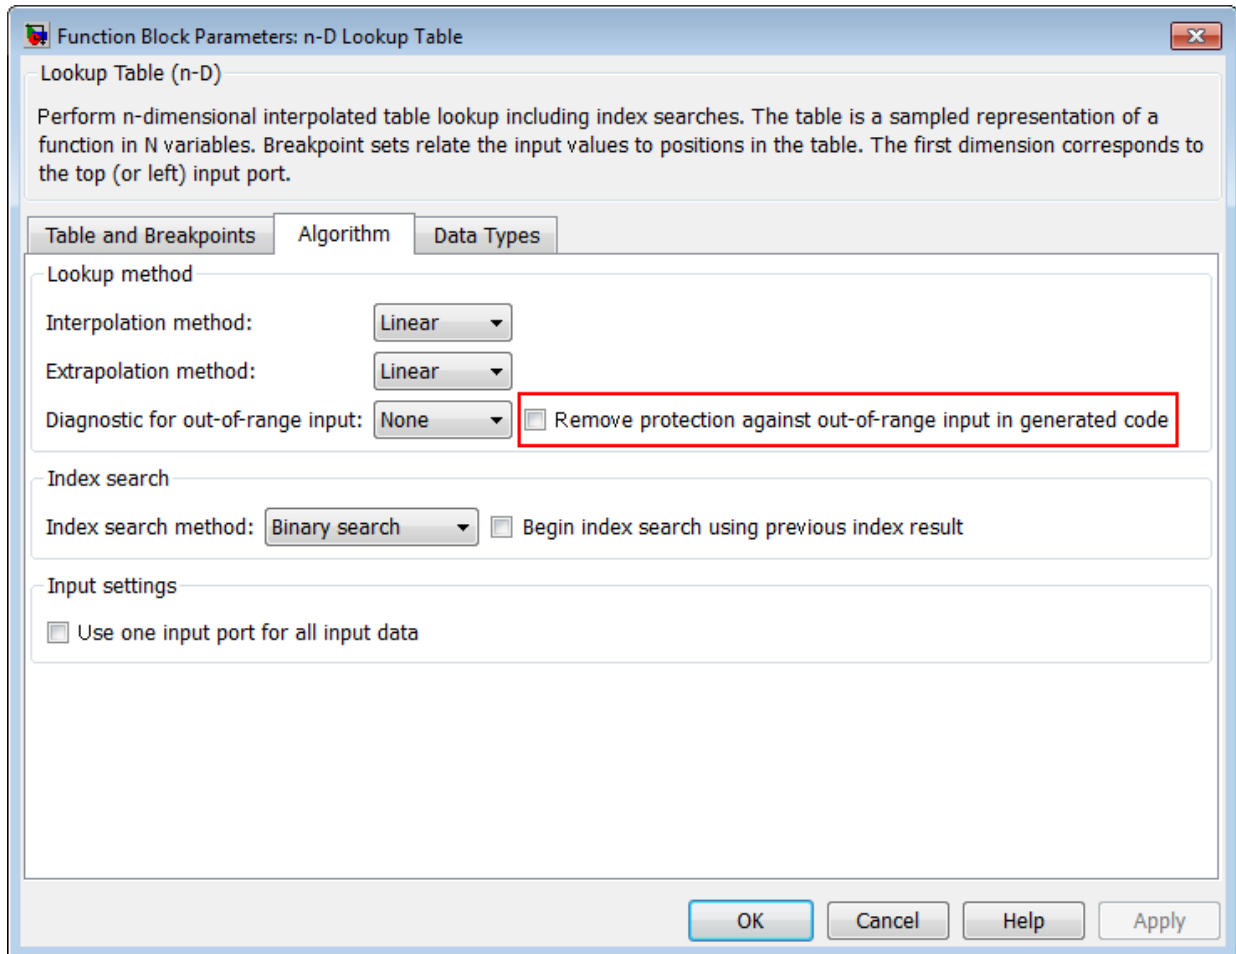 Function Block Parameters: n-D Lookup Table
Lookup Table (n-D)
Perform n-dimensional interpolated table lookup including index searches. The table is a sampled representation of a
function in N variables. Breakpoint sets relate the input values to positions in the table. The first dimension corresponds to
the top (or left) input port.
Table and Breakpoints Algorithm Data Types
Lookup method
Interpolation method: Linear
Extrapolation method: Linear
Diagnostic for out-of-range input: None Remove protection against out-of-range input in generated code
Index search
Index search method: Binary search Begin index search using previous index result
Input settings
Use one input port for all input data
OK Cancel Help Apply